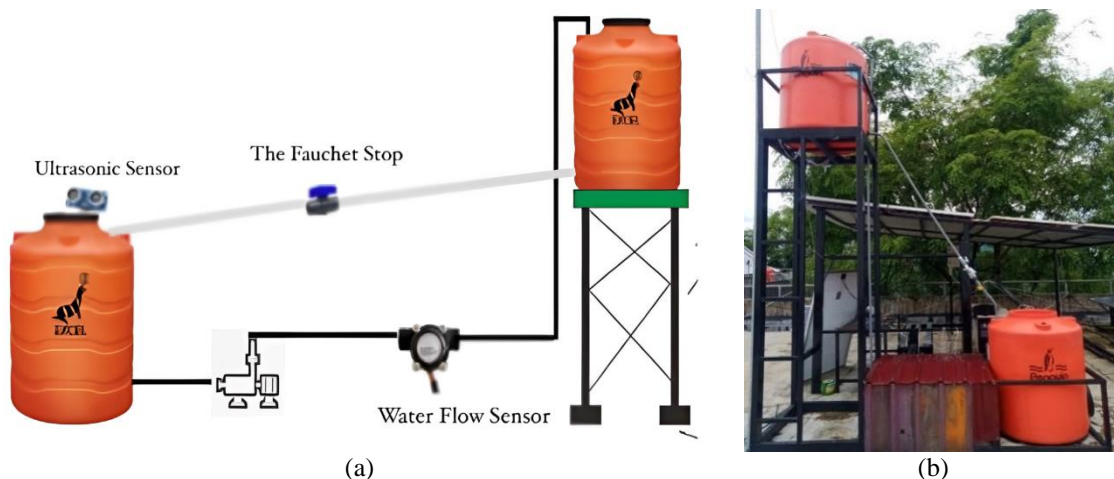 The Fauchet Stop
Ultrasonic Sensor
Water Flow Sensor
(a)
(b)